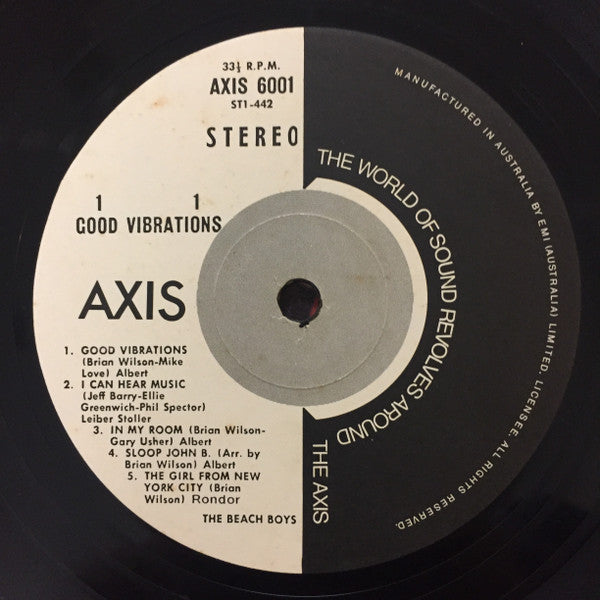 33⅓ R.P.M.
AXIS 6001
ST1-442
STEREO
1 1
GOOD VIBRATIONS
AXIS
1. GOOD VIBRATIONS
(Brian Wilson-Mike
Love) Albert
2. I CAN HEAR MUSIC
(Jeff Barry-Ellie
Greenwich-Phil Spector)
Leiber Stoller
3. IN MY ROOM (Brian Wilson-
Gary Usher) Albert
4. SLOOP JOHN B. (Arr. by
Brian Wilson) Albert
5. THE GIRL FROM NEW
YORK CITY (Brian
Wilson) Rondor
THE BEACH BOYS
THE WORLD OF SOUND REVOLVES AROUND
THE AXIS
MANUFACTURED IN AUSTRALIA BY EMI (AUSTRALIA) LIMITED. LICENSEE. ALL RIGHTS RESERVED.